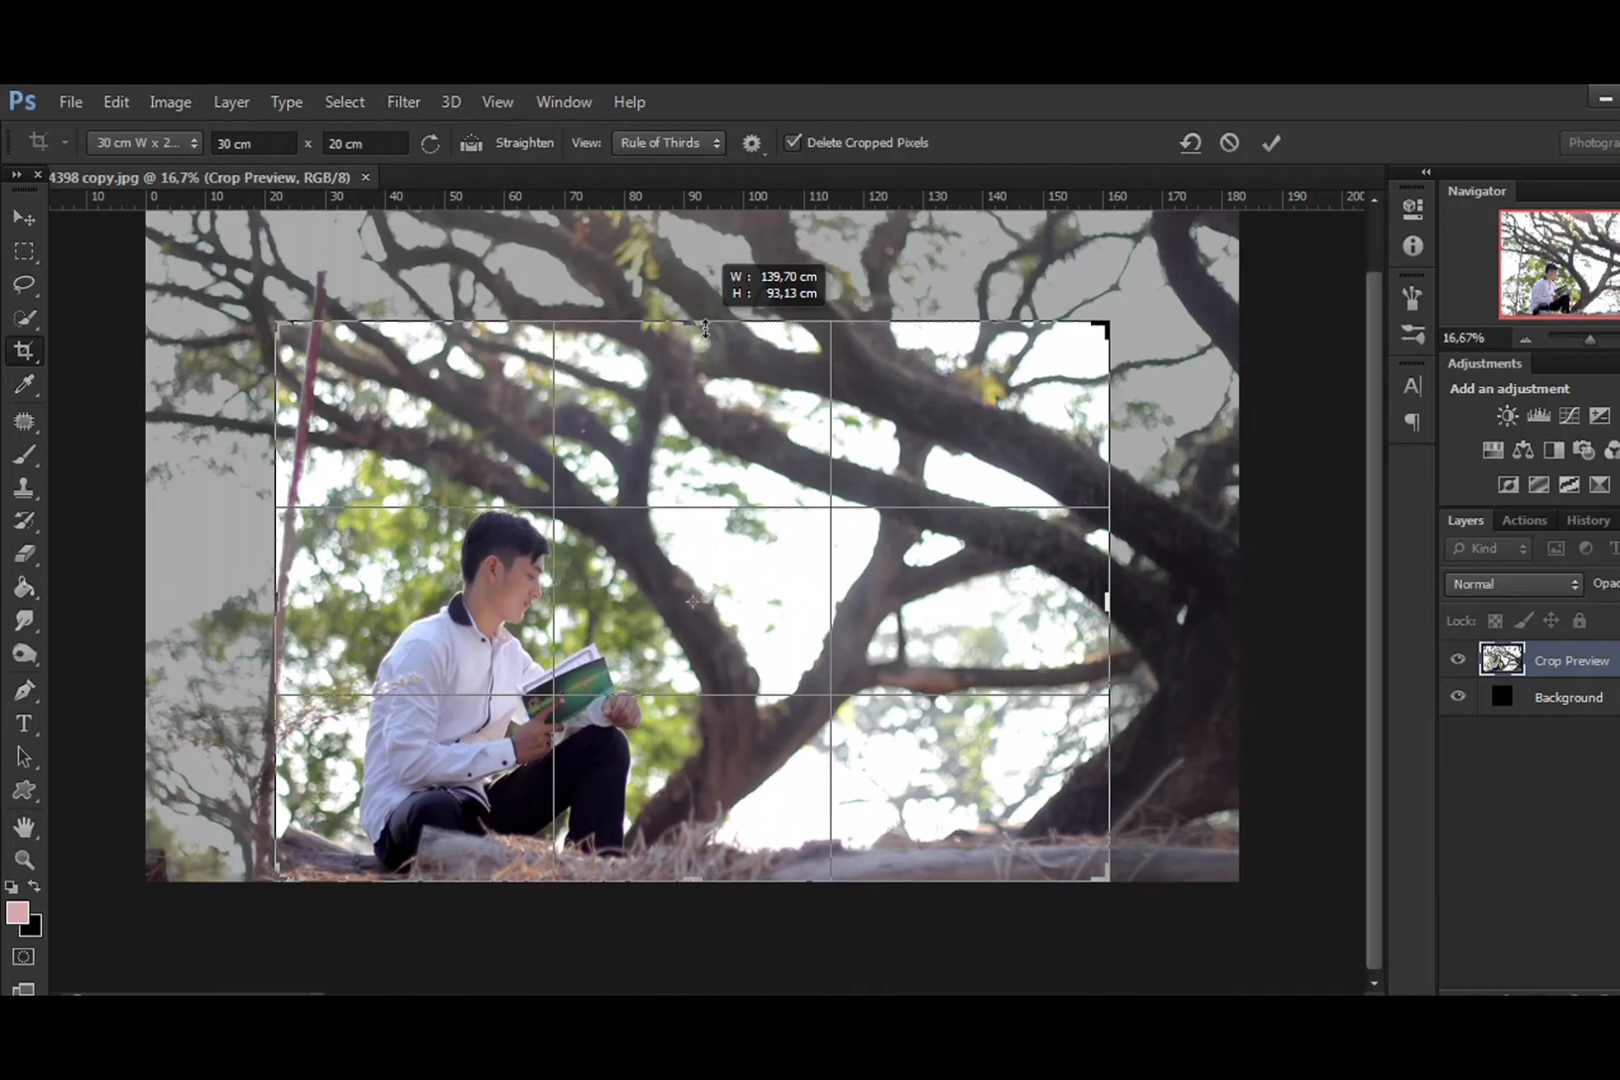 Ps File Edit Image Layer Type Select Filter 3D View Window Help
30 cm W x 2... 30 cm x 20 cm Straighten View: Rule of Thirds Delete Cropped Pixels Photogra
4398 copy.jpg @ 16,7% (Crop Preview, RGB/8) x
10 0 10 20 30 40 50 60 70 80 90 100 110 120 130 140 150 160 170 180 190 200
Navigator
W : 139,70 cm
H : 93,13 cm
16,67%
Adjustments
Add an adjustment
Layers Actions History
Kind
Normal Opac
Lock:
Crop Preview
Background